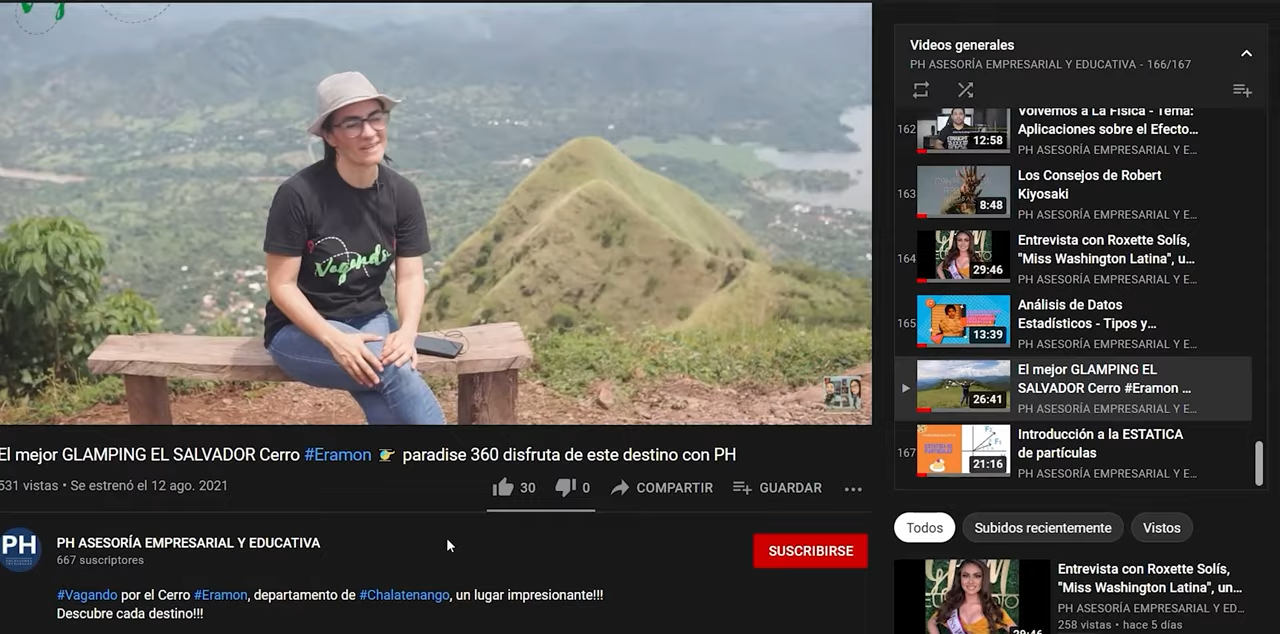 Vagando
El mejor GLAMPING EL SALVADOR Cerro #Eramon paradise 360 disfruta de este destino con PH
531 vistas • Se estrenó el 12 ago. 2021
30
0
COMPARTIR
GUARDAR
PH
PH ASESORÍA EMPRESARIAL Y EDUCATIVA
667 suscriptores
SUSCRIBIRSE
#Vagando por el Cerro #Eramon, departamento de #Chalatenango, un lugar impresionante!!!
Descubre cada destino!!!
Videos generales
PH ASESORÍA EMPRESARIAL Y EDUCATIVA - 166/167
162
12:58
Volvemos a La Física - Tema:
Aplicaciones sobre el Efecto...
PH ASESORÍA EMPRESARIAL Y E...
163
8:48
Los Consejos de Robert
Kiyosaki
PH ASESORÍA EMPRESARIAL Y E...
164
29:46
Entrevista con Roxette Solís,
"Miss Washington Latina", u...
PH ASESORÍA EMPRESARIAL Y E...
165
13:39
Análisis de Datos
Estadísticos - Tipos y...
PH ASESORÍA EMPRESARIAL Y E...
26:41
El mejor GLAMPING EL
SALVADOR Cerro #Eramon ...
PH ASESORÍA EMPRESARIAL Y E...
167
21:16
Introducción a la ESTATICA
de partículas
PH ASESORÍA EMPRESARIAL Y E...
Todos
Subidos recientemente
Vistos
29:46
Entrevista con Roxette Solís,
"Miss Washington Latina", un...
PH ASESORÍA EMPRESARIAL Y ED...
258 vistas • hace 5 días